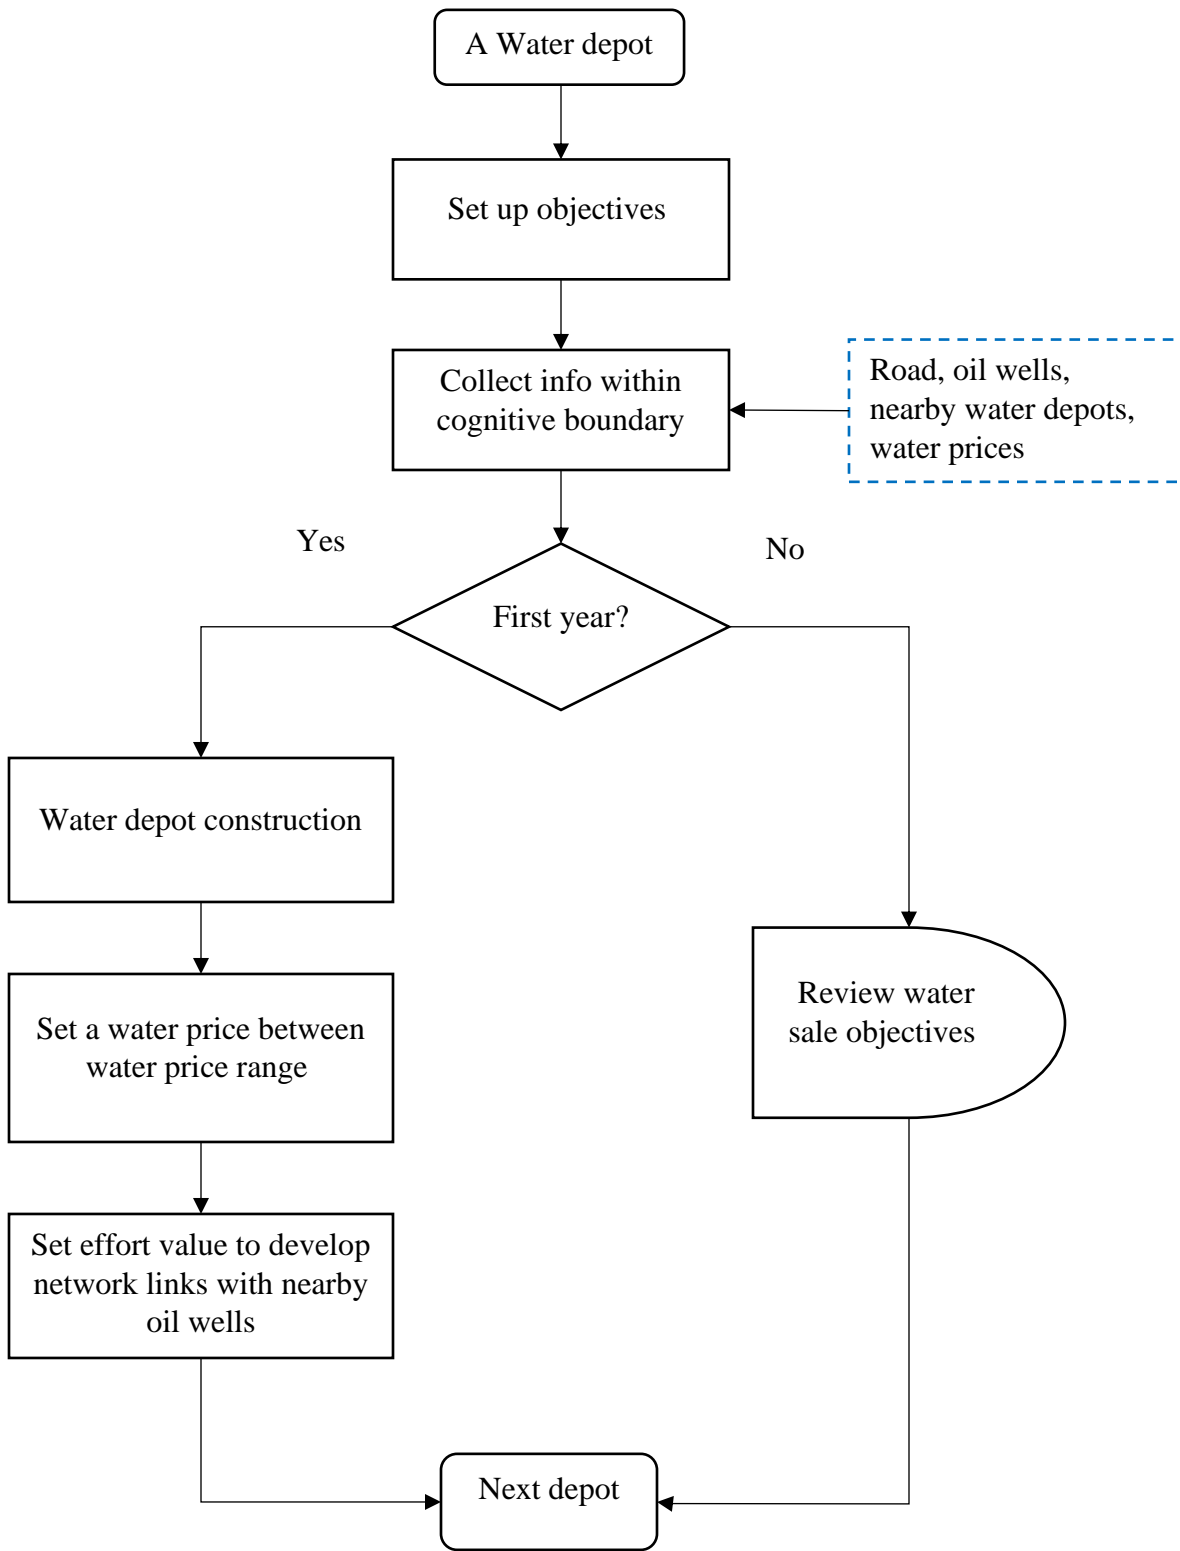 A Water depot
Set up objectives
Collect info within
cognitive boundary
Road, oil wells,
nearby water depots,
water prices
Yes
No
First year?
Water depot construction
Set a water price between
water price range
Review water
sale objectives
Set effort value to develop
network links with nearby
oil wells
Next depot